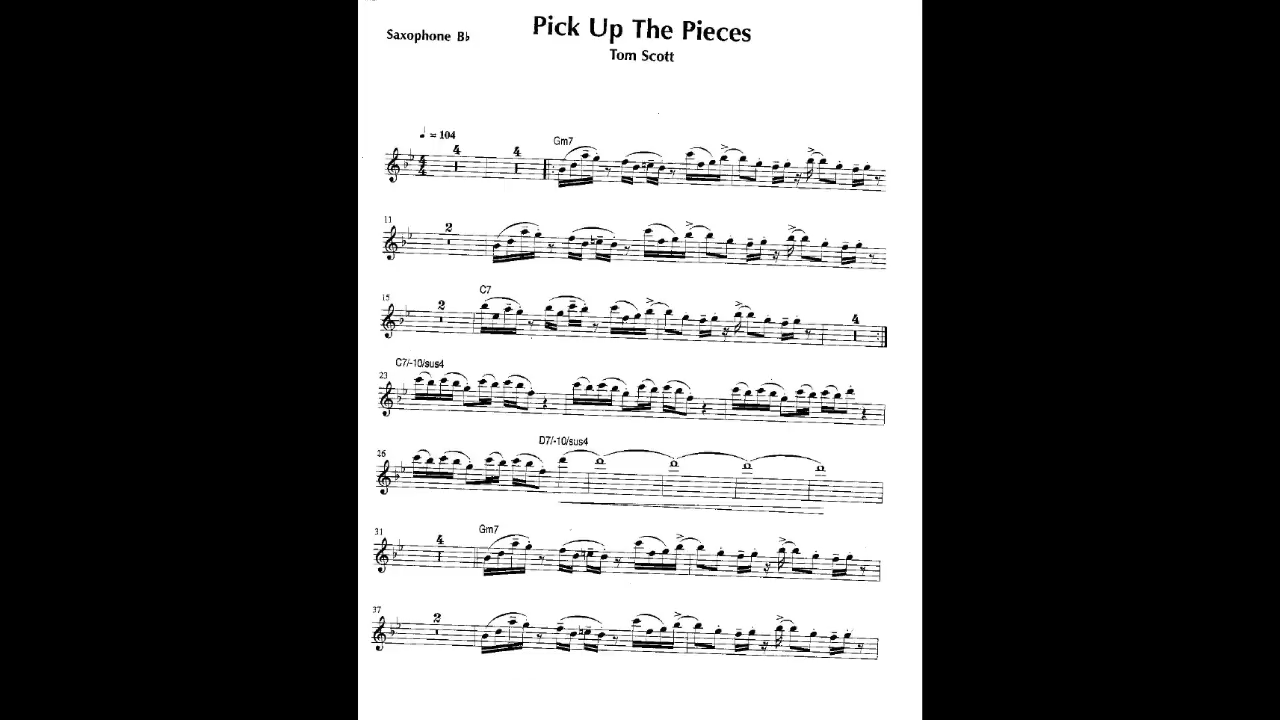 Pick Up The Pieces
Saxophone B♭
Tom Scott
♩ = 104
4 4
Gm7
11
2
15
2
C7
4
C7/-10/sus4
23
D7/-10/sus4
26
31
4
Gm7
37
2